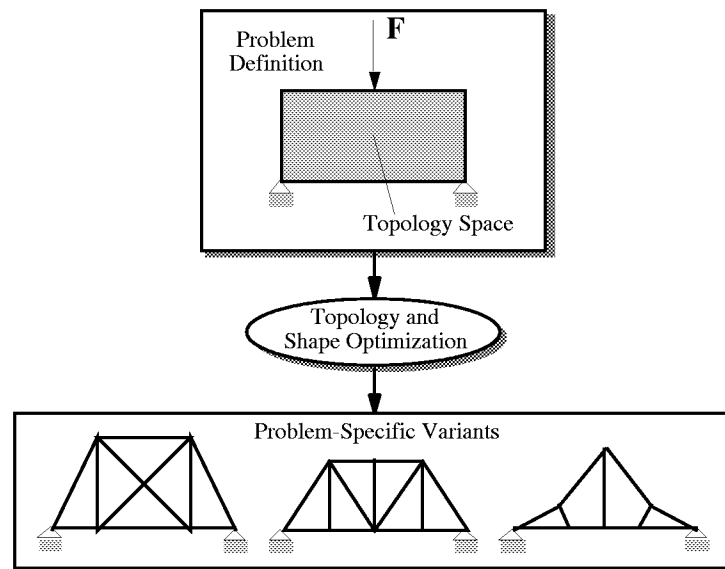 Problem
Definition
F
Topology Space
Topology and
Shape Optimization
Problem-Specific Variants